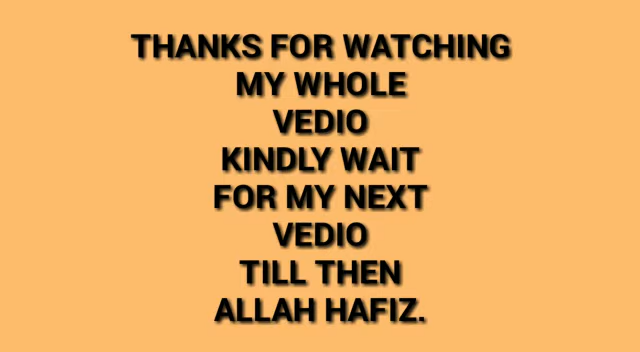 THANKS FOR WATCHING
MY WHOLE
VEDIO
KINDLY WAIT
FOR MY NEXT
VEDIO
TILL THEN
ALLAH HAFIZ.